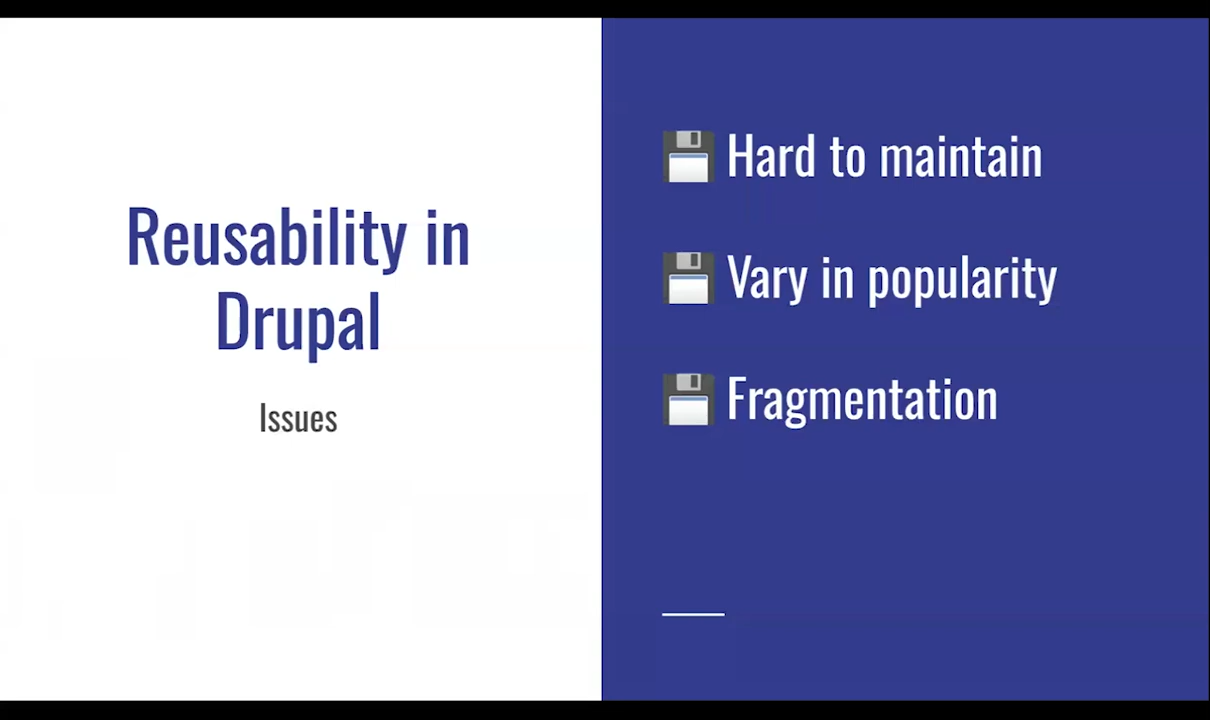 Reusability in
Drupal
Issues
Hard to maintain
Vary in popularity
Fragmentation